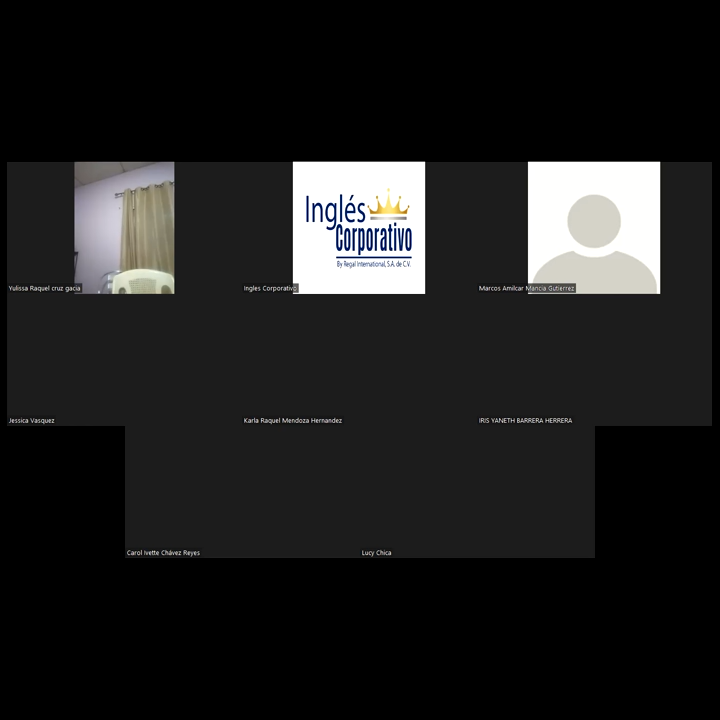 Inglés
Corporativo
By Regal International, S.A. de C.V.
Yulissa Raquel cruz gacia
Ingles Corporativo
Marcos Amilcar Mancia Gutierrez
Jessica Vasquez
Karla Raquel Mendoza Hernandez
IRIS YANETH BARRERA HERRERA
Carol Ivette Chávez Reyes
Lucy Chica